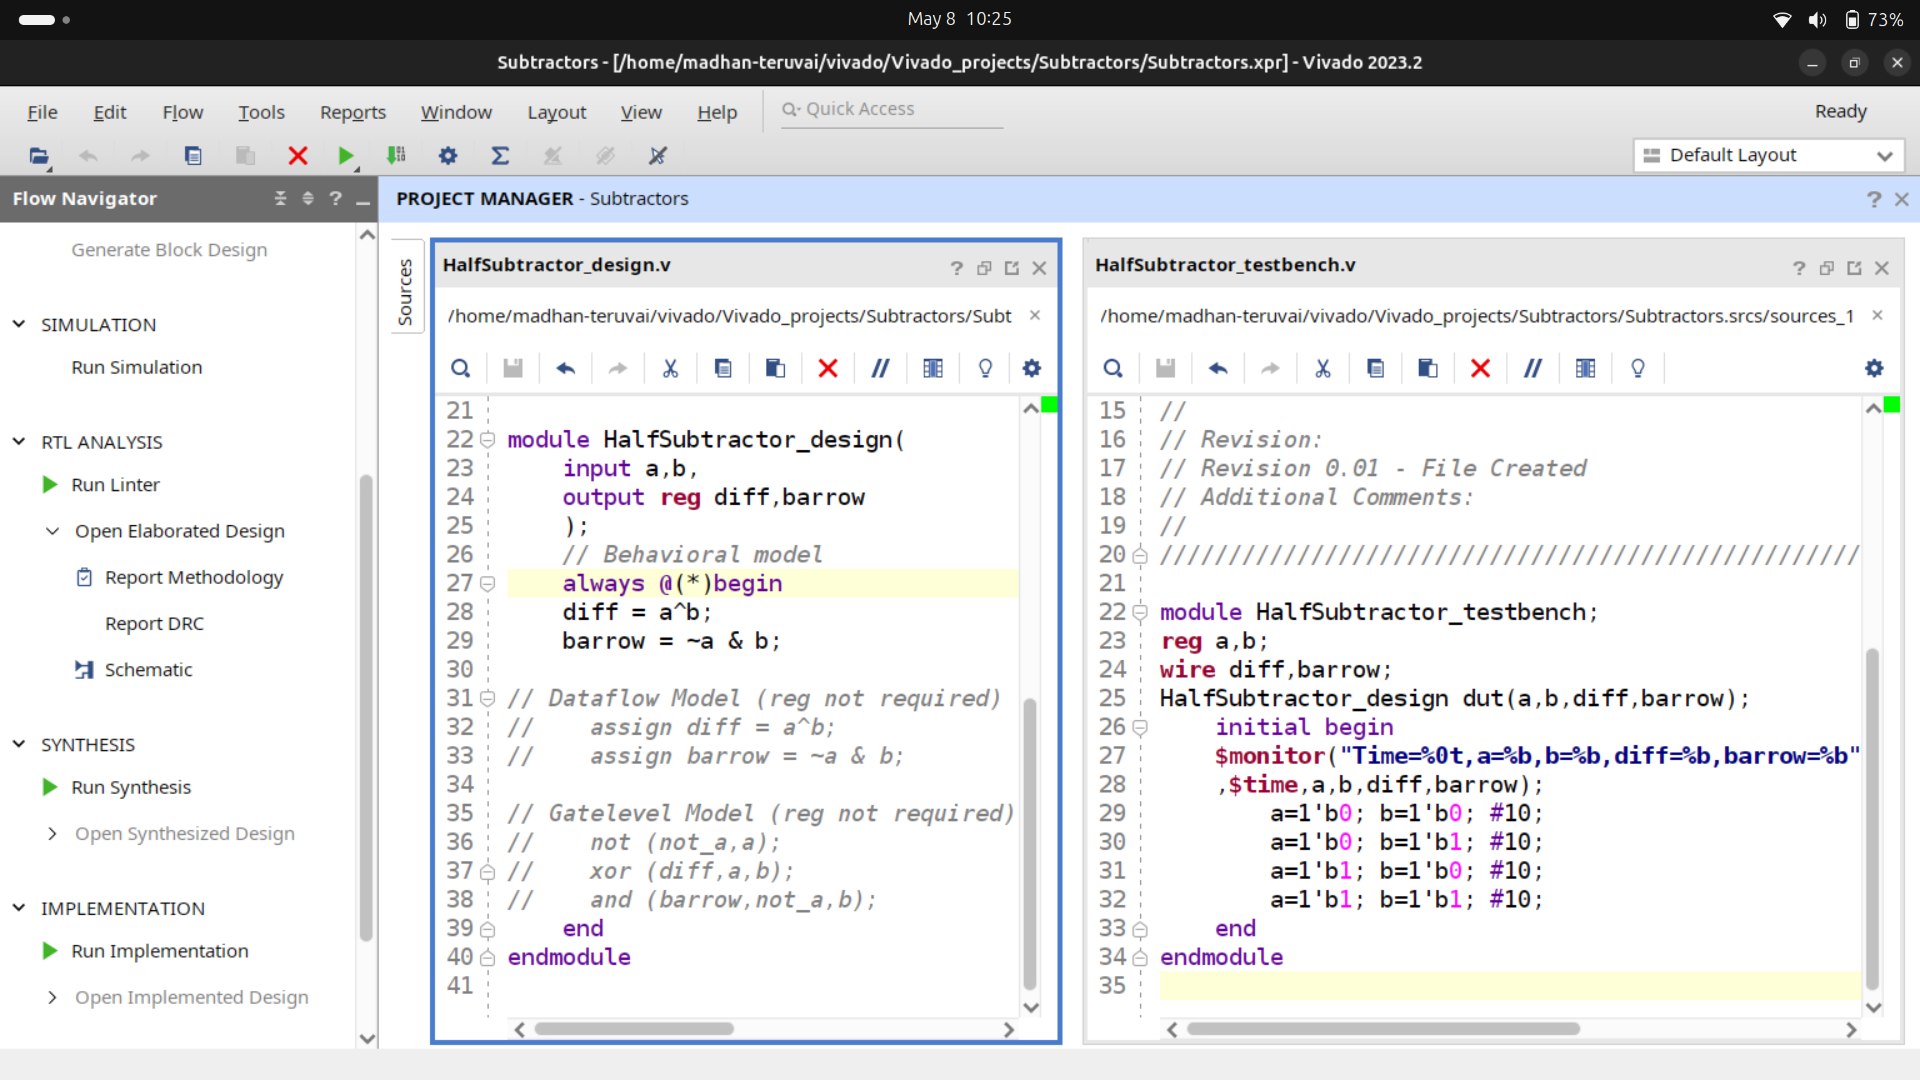 May 8 10:25
73%
Subtractors - [/home/madhan-teruvai/vivado/Vivado_projects/Subtractors/Subtractors.xpr] - Vivado 2023.2
File Edit Flow Tools Reports Window Layout View Help Quick Access Ready
Default Layout
Flow Navigator
PROJECT MANAGER - Subtractors
Generate Block Design
SIMULATION
Run Simulation
RTL ANALYSIS
Run Linter
Open Elaborated Design
Report Methodology
Report DRC
Schematic
SYNTHESIS
Run Synthesis
Open Synthesized Design
IMPLEMENTATION
Run Implementation
Open Implemented Design
Sources
HalfSubtractor_design.v
/home/madhan-teruvai/vivado/Vivado_projects/Subtractors/Subt
21
22 module HalfSubtractor_design(
23 input a,b,
24 output reg diff,barrow
25 );
26 // Behavioral model
27 always @(*)begin
28 diff = a^b;
29 barrow = ~a & b;
30
31 // Dataflow Model (reg not required)
32 // assign diff = a^b;
33 // assign barrow = ~a & b;
34
35 // Gatelevel Model (reg not required)
36 // not (not_a,a);
37 // xor (diff,a,b);
38 // and (barrow,not_a,b);
39 end
40 endmodule
41
HalfSubtractor_testbench.v
/home/madhan-teruvai/vivado/Vivado_projects/Subtractors/Subtractors.srcs/sources_1
15 //
16 // Revision:
17 // Revision 0.01 - File Created
18 // Additional Comments:
19 //
20 ///////////////////////////////////////////////////
21
22 module HalfSubtractor_testbench;
23 reg a,b;
24 wire diff,barrow;
25 HalfSubtractor_design dut(a,b,diff,barrow);
26 initial begin
27 $monitor("Time=%0t,a=%b,b=%b,diff=%b,barrow=%b"
28 ,$time,a,b,diff,barrow);
29 a=1'b0; b=1'b0; #10;
30 a=1'b0; b=1'b1; #10;
31 a=1'b1; b=1'b0; #10;
32 a=1'b1; b=1'b1; #10;
33 end
34 endmodule
35